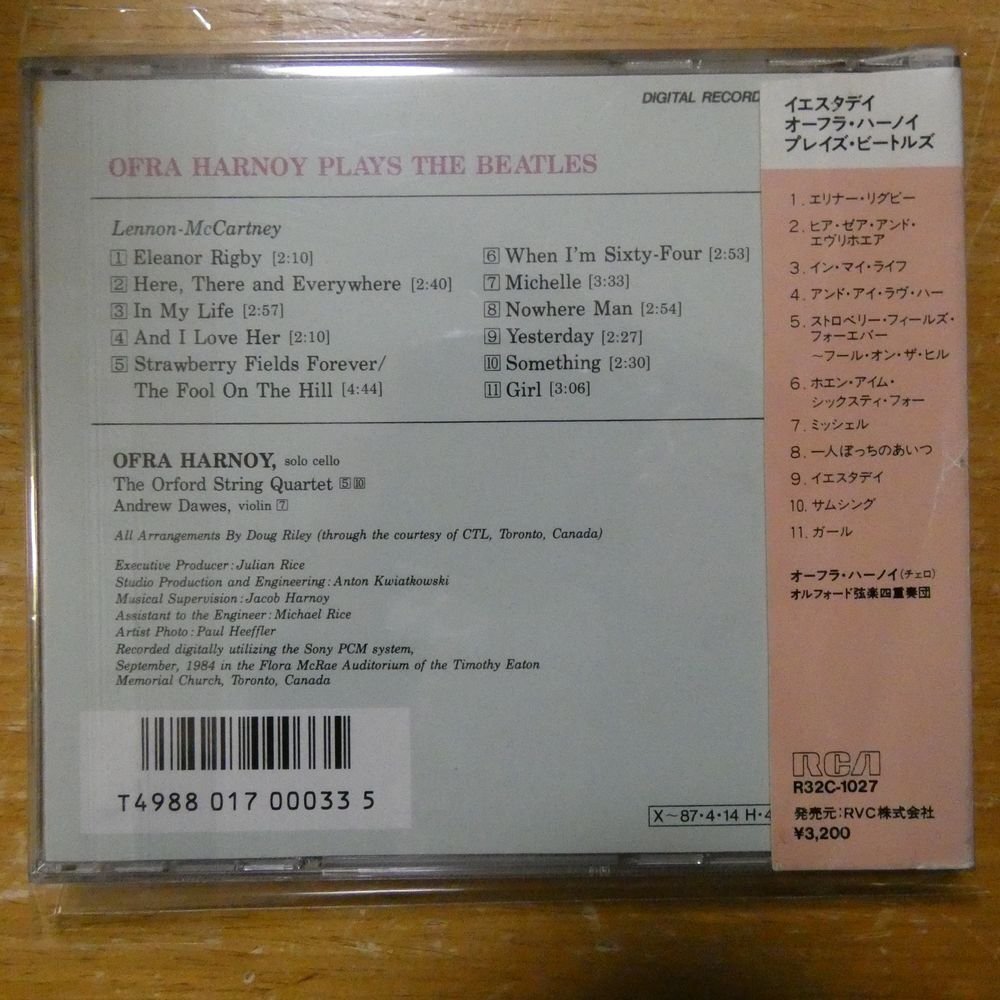 DIGITAL RECORD
OFRA HARNOY PLAYS THE BEATLES
Lennon-McCartney
1 Eleanor Rigby [2:10]
2 Here, There and Everywhere [2:40]
3 In My Life [2:57]
4 And I Love Her [2:10]
5 Strawberry Fields Forever/
The Fool On The Hill [4:44]
6 When I'm Sixty-Four [2:53]
7 Michelle [3:33]
8 Nowhere Man [2:54]
9 Yesterday [2:27]
10 Something [2:30]
11 Girl [3:06]
OFRA HARNOY, solo cello
The Orford String Quartet 5 10
Andrew Dawes, violin 7
All Arrangements By Doug Riley (through the courtesy of CTL, Toronto, Canada)
Executive Producer: Julian Rice
Studio Production and Engineering: Anton Kwiatkowski
Musical Supervision: Jacob Harnoy
Assistant to the Engineer: Michael Rice
Artist Photo: Paul Heeffler
Recorded digitally utilizing the Sony PCM system,
September, 1984 in the Flora McRae Auditorium of the Timothy Eaton
Memorial Church, Toronto, Canada
T4988 017 00033 5
X~87・4・14 H・4
イエスタデイ
オーフラ・ハーノイ
プレイズ・ビートルズ
1. エリナー・リグビー
2. ヒア・ゼア・アンド・
エヴリホエア
3. イン・マイ・ライフ
4. アンド・アイ・ラヴ・ハー
5. ストロベリー・フィールズ・
フォーエバー
~フール・オン・ザ・ヒル
6. ホエン・アイム・
シックスティ・フォー
7. ミッシェル
8. 一人ぼっちのあいつ
9. イエスタデイ
10. サムシング
11. ガール
オーフラ・ハーノイ(チェロ)
オルフォード弦楽四重奏団
RCA
R32C-1027
発売元:RVC株式会社
¥3,200